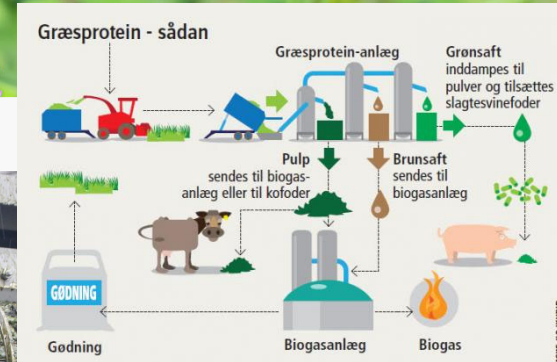 Græsprotein - sådan
Græsprotein-anlæg
Grønsaft
inddampes til
pulver og tilsættes
slagtesvinefoder
Pulp
sendes til biogas-
anlæg eller til kofoder
Brunsaft
sendes til
biogasanlæg
GØDNING
Gødning
Biogasanlæg
Biogas